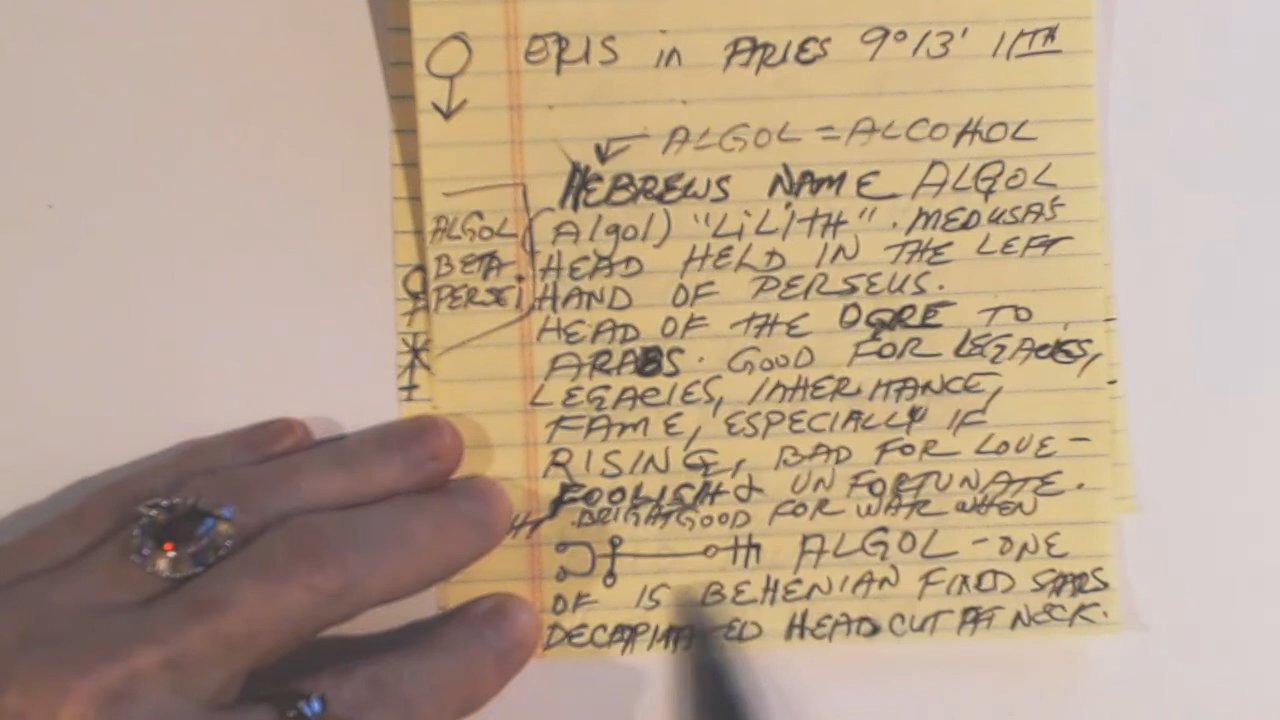 ERIS in ARIES 9°13' 11TH
ALGOL = ALCOHOL
HEBREWS NAME ALGOL
ALGOL (Algol) "LiLiTH". MEDUSA'S
BETA HEAD HELD IN THE LEFT
PERSEi HAND OF PERSEUS.
HEAD OF THE OGRE TO
ARABS. GOOD FOR LEGACIES,
LEGACIES, INHERITANCE,
FAME, ESPECIALLY IF
RISING, BAD FOR LOVE-
FOOLISH & UNFORTUNATE.
BRIGHT GOOD FOR WAR WHEN
ALGOL - ONE
OF 15 BEHENIAN FIXED STARS
DECAPITATED HEAD CUT AT NECK.